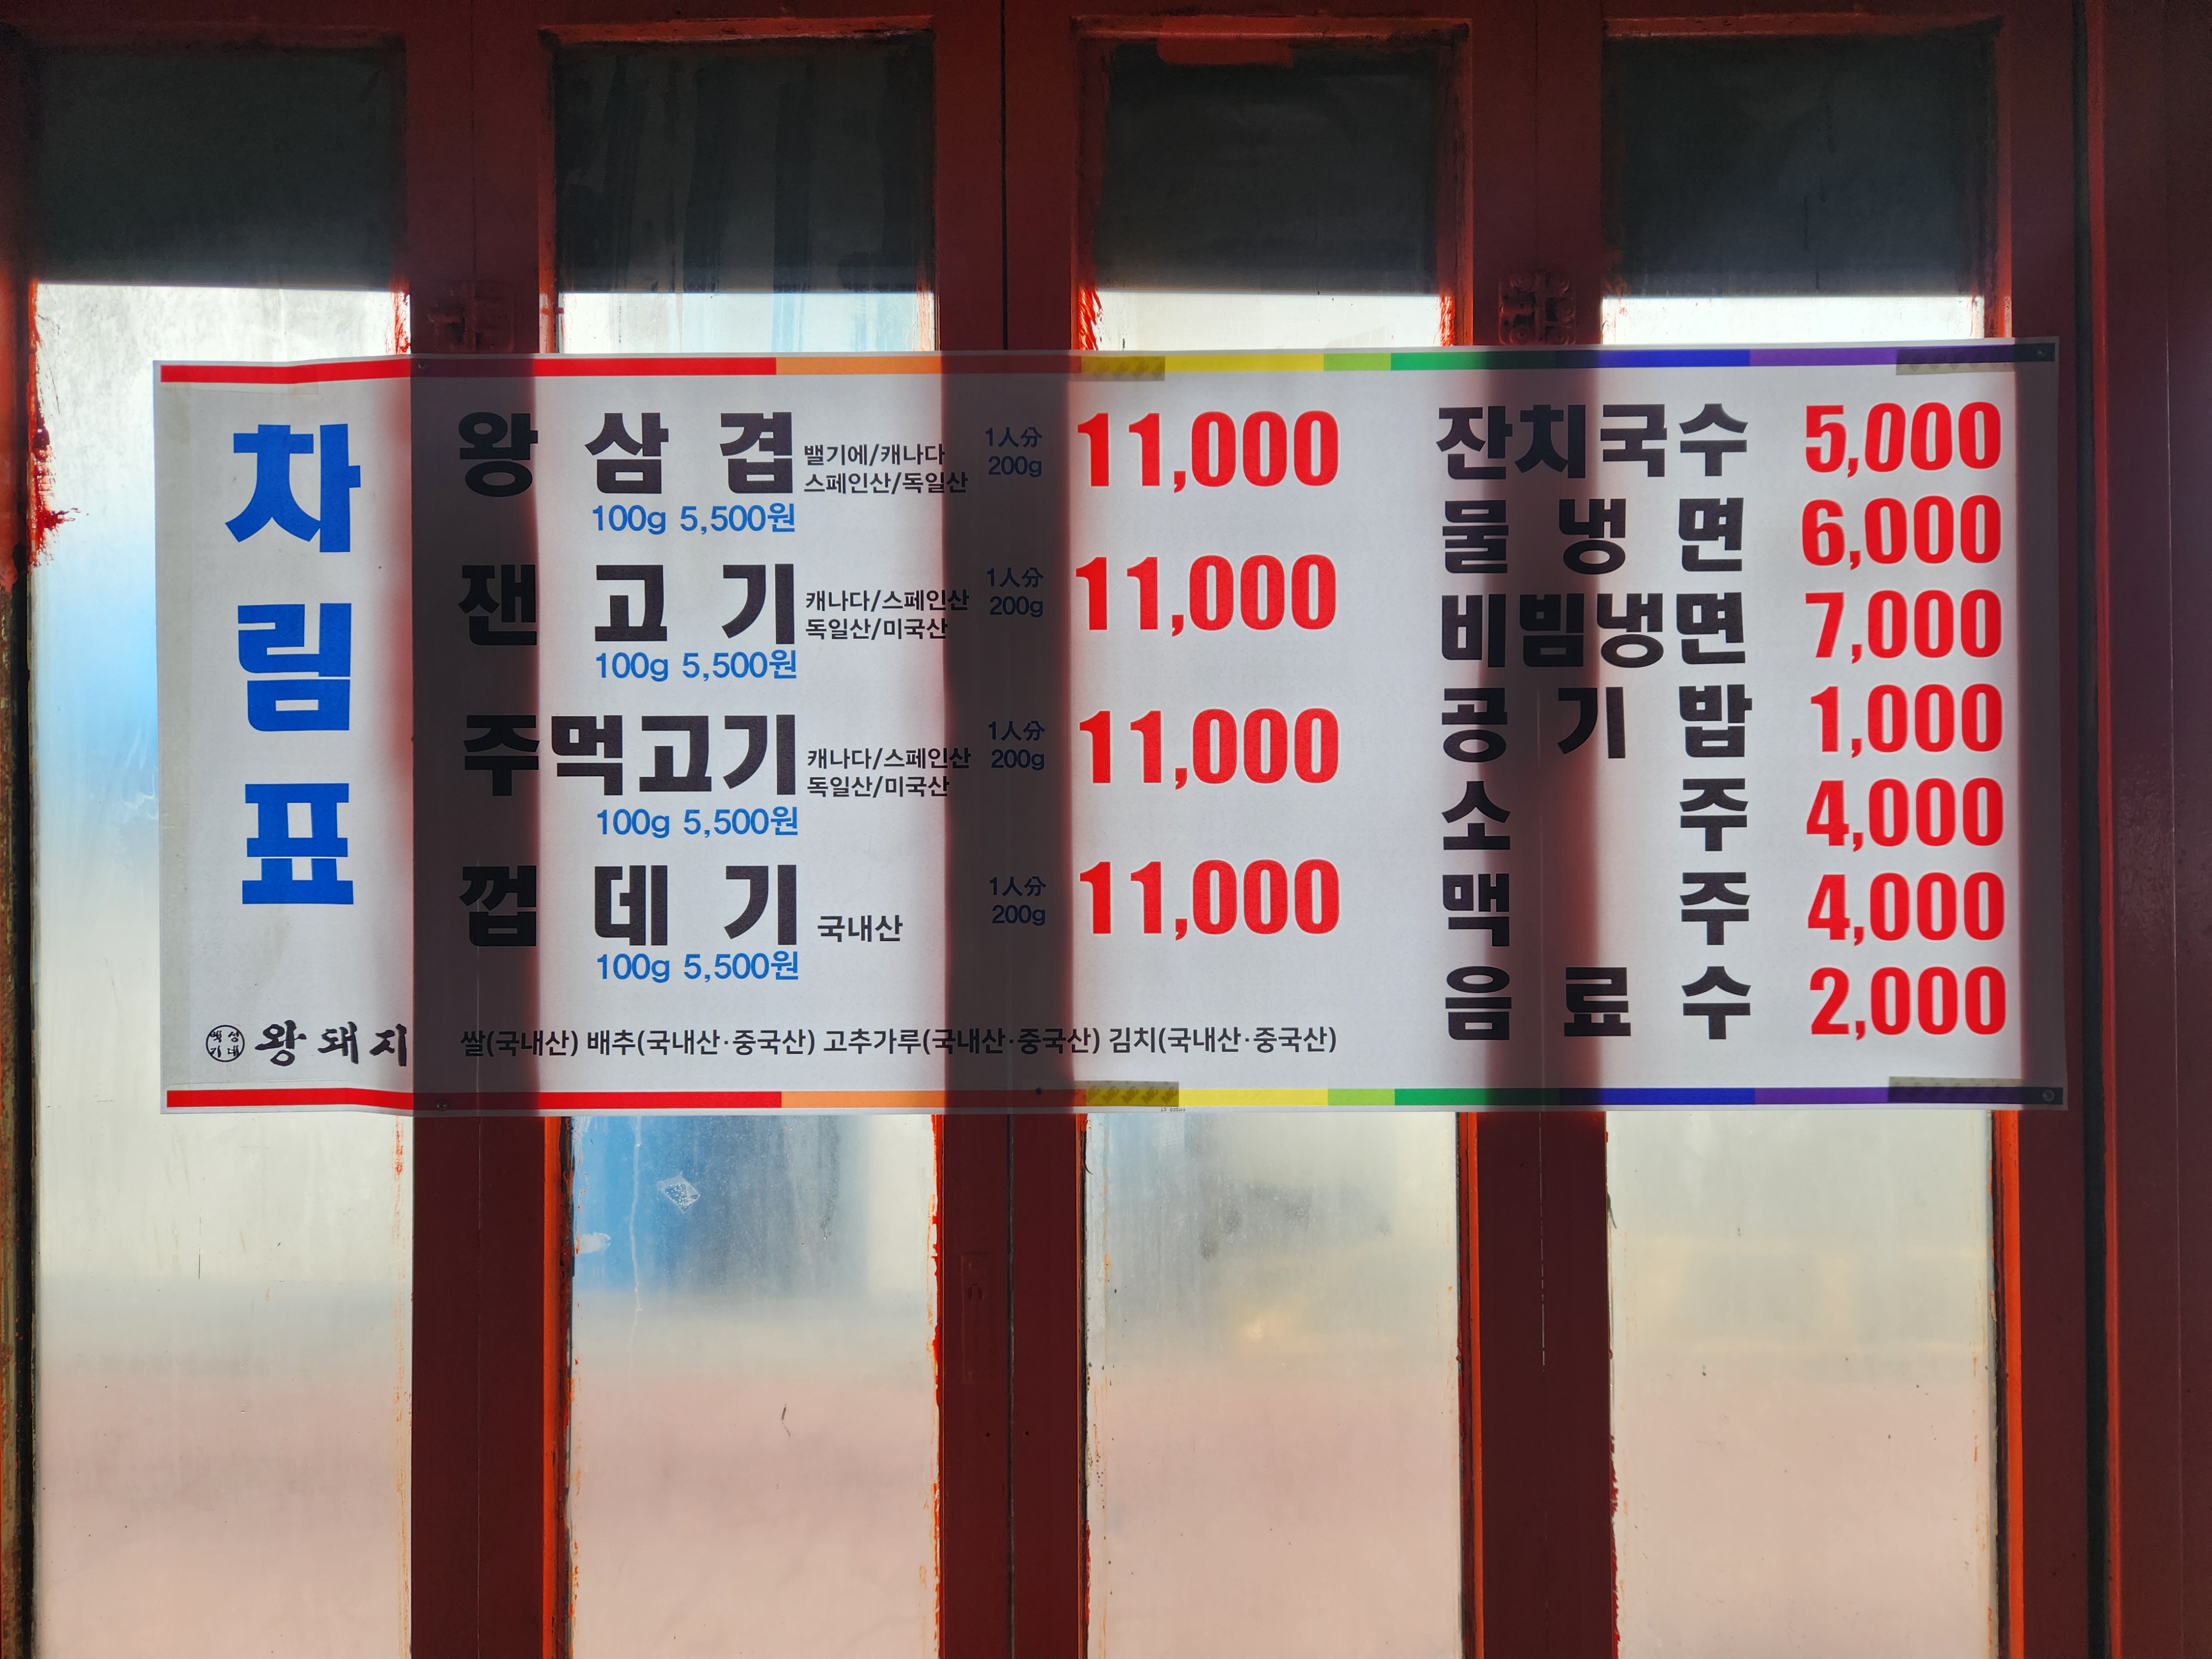 차림표
왕삼겹 밸기에/캐나다 스페인산/독일산 1人分 200g 11,000
100g 5,500원
잰고기 캐나다/스페인산 독일산/미국산 1人分 200g 11,000
100g 5,500원
주먹고기 캐나다/스페인산 독일산/미국산 1人分 200g 11,000
100g 5,500원
껍데기 국내산 1人分 200g 11,000
100g 5,500원
잔치국수 5,000
물냉면 6,000
비빔냉면 7,000
공기밥 1,000
소주 4,000
맥주 4,000
음료수 2,000
왕돼지
쌀(국내산) 배추(국내산·중국산) 고추가루(국내산·중국산) 김치(국내산·중국산)